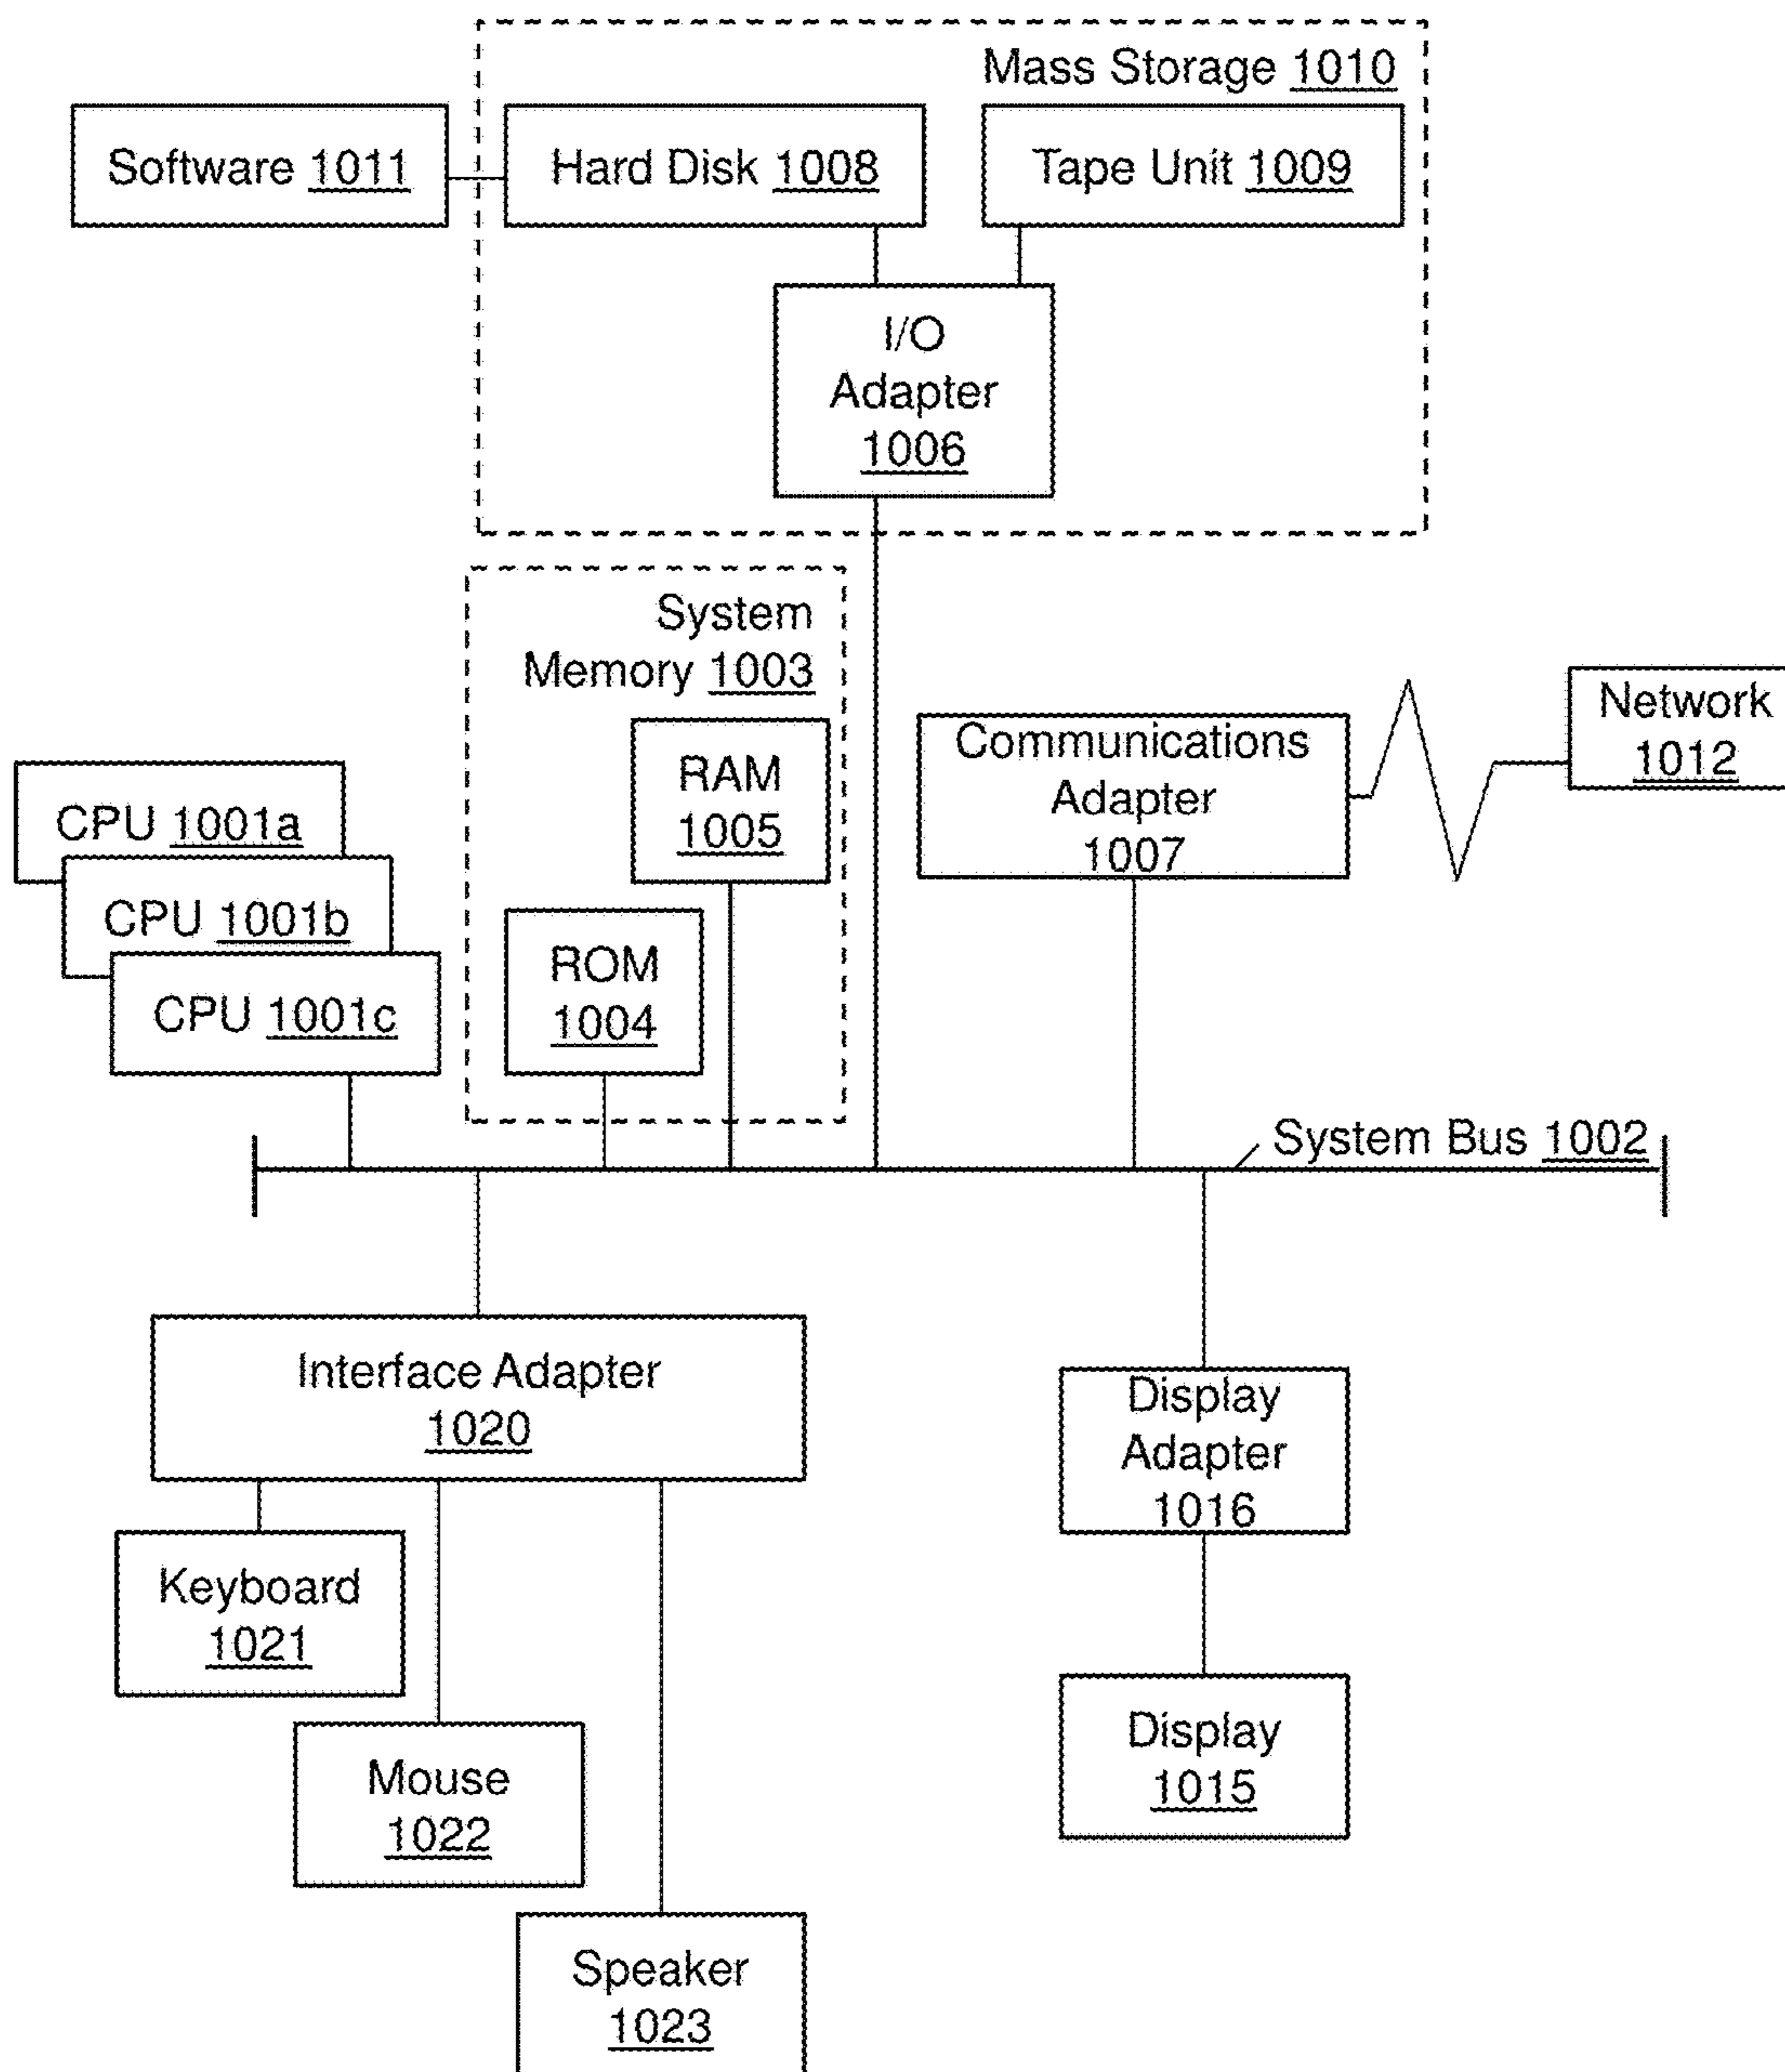 Mass Storage 1010
Software 1011
Hard Disk 1008
Tape Unit 1009
I/O
Adapter
1006
System
Memory 1003
RAM
1005
ROM
1004
Communications
Adapter
1007
Network
1012
CPU 1001a
CPU 1001b
CPU 1001c
System Bus 1002
Interface Adapter
1020
Display
Adapter
1016
Keyboard
1021
Mouse
1022
Display
1015
Speaker
1023